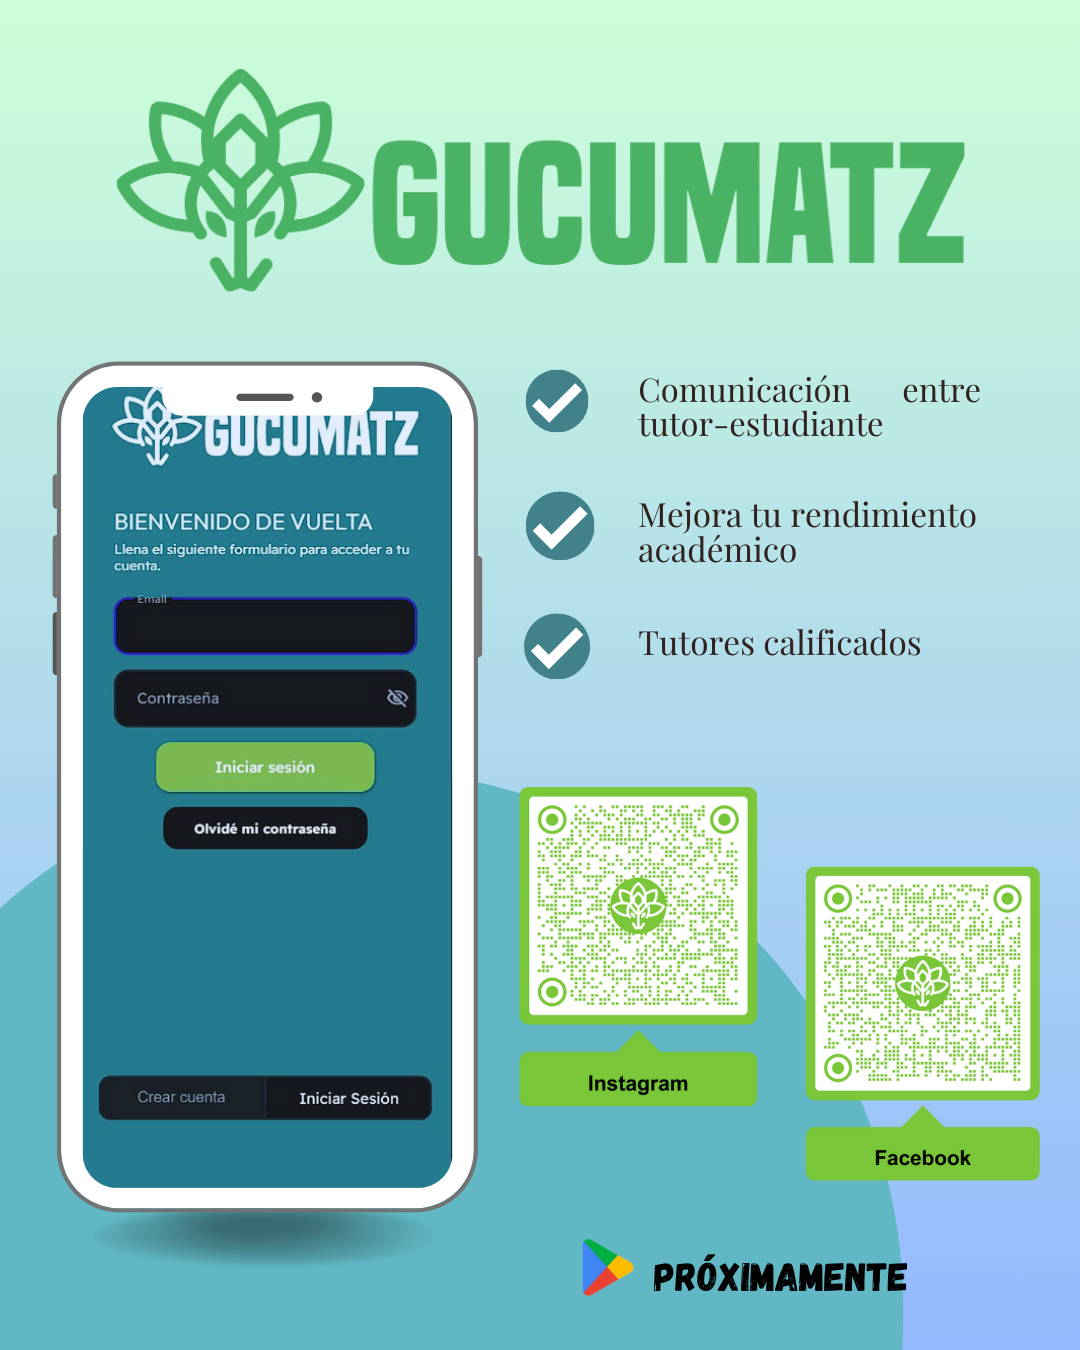 GUCUMATZ
GUCUMATZ
BIENVENIDO DE VUELTA
Llena el siguiente formulario para acceder a tu
cuenta.
Email
Contraseña
Iniciar sesión
Olvidé mi contraseña
Crear cuenta
Iniciar Sesión
Comunicación entre
tutor-estudiante
Mejora tu rendimiento
académico
Tutores calificados
Instagram
Facebook
PRÓXIMAMENTE